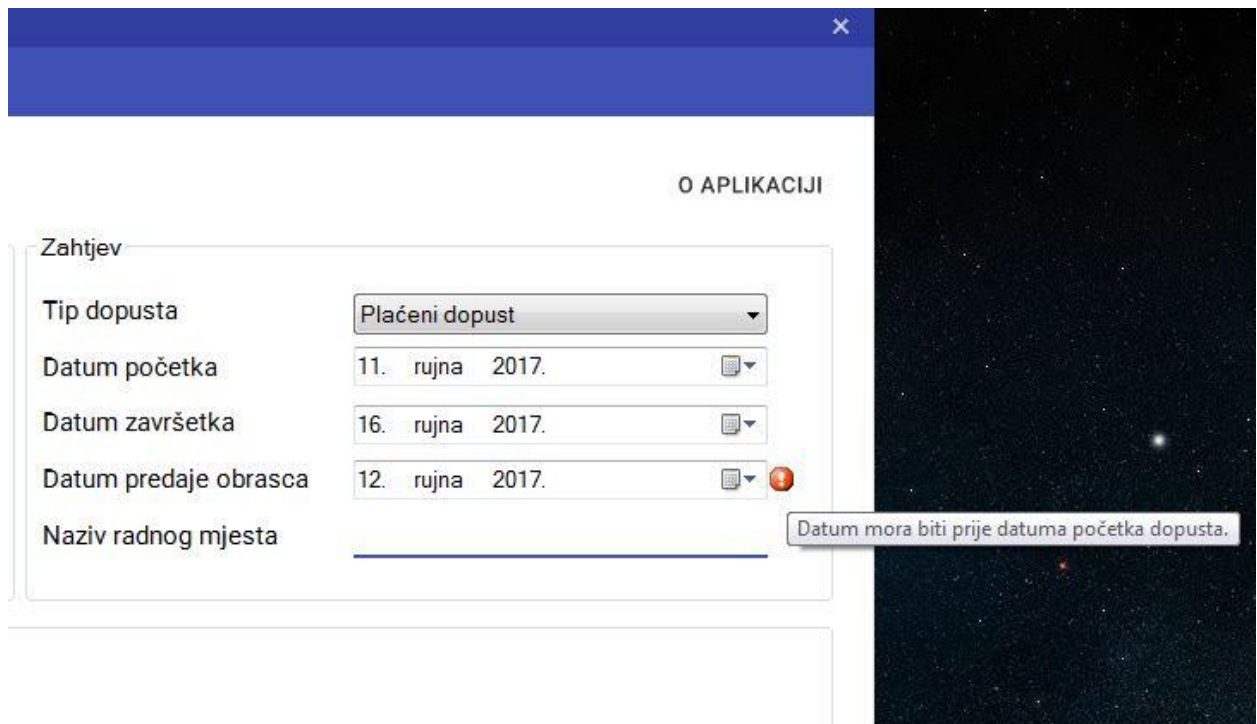 O APLIKACIJI
Zahtjev
Tip dopusta Plaćeni dopust
Datum početka 11. rujna 2017.
Datum završetka 16. rujna 2017.
Datum predaje obrasca 12. rujna 2017.
Naziv radnog mjesta
Datum mora biti prije datuma početka dopusta.